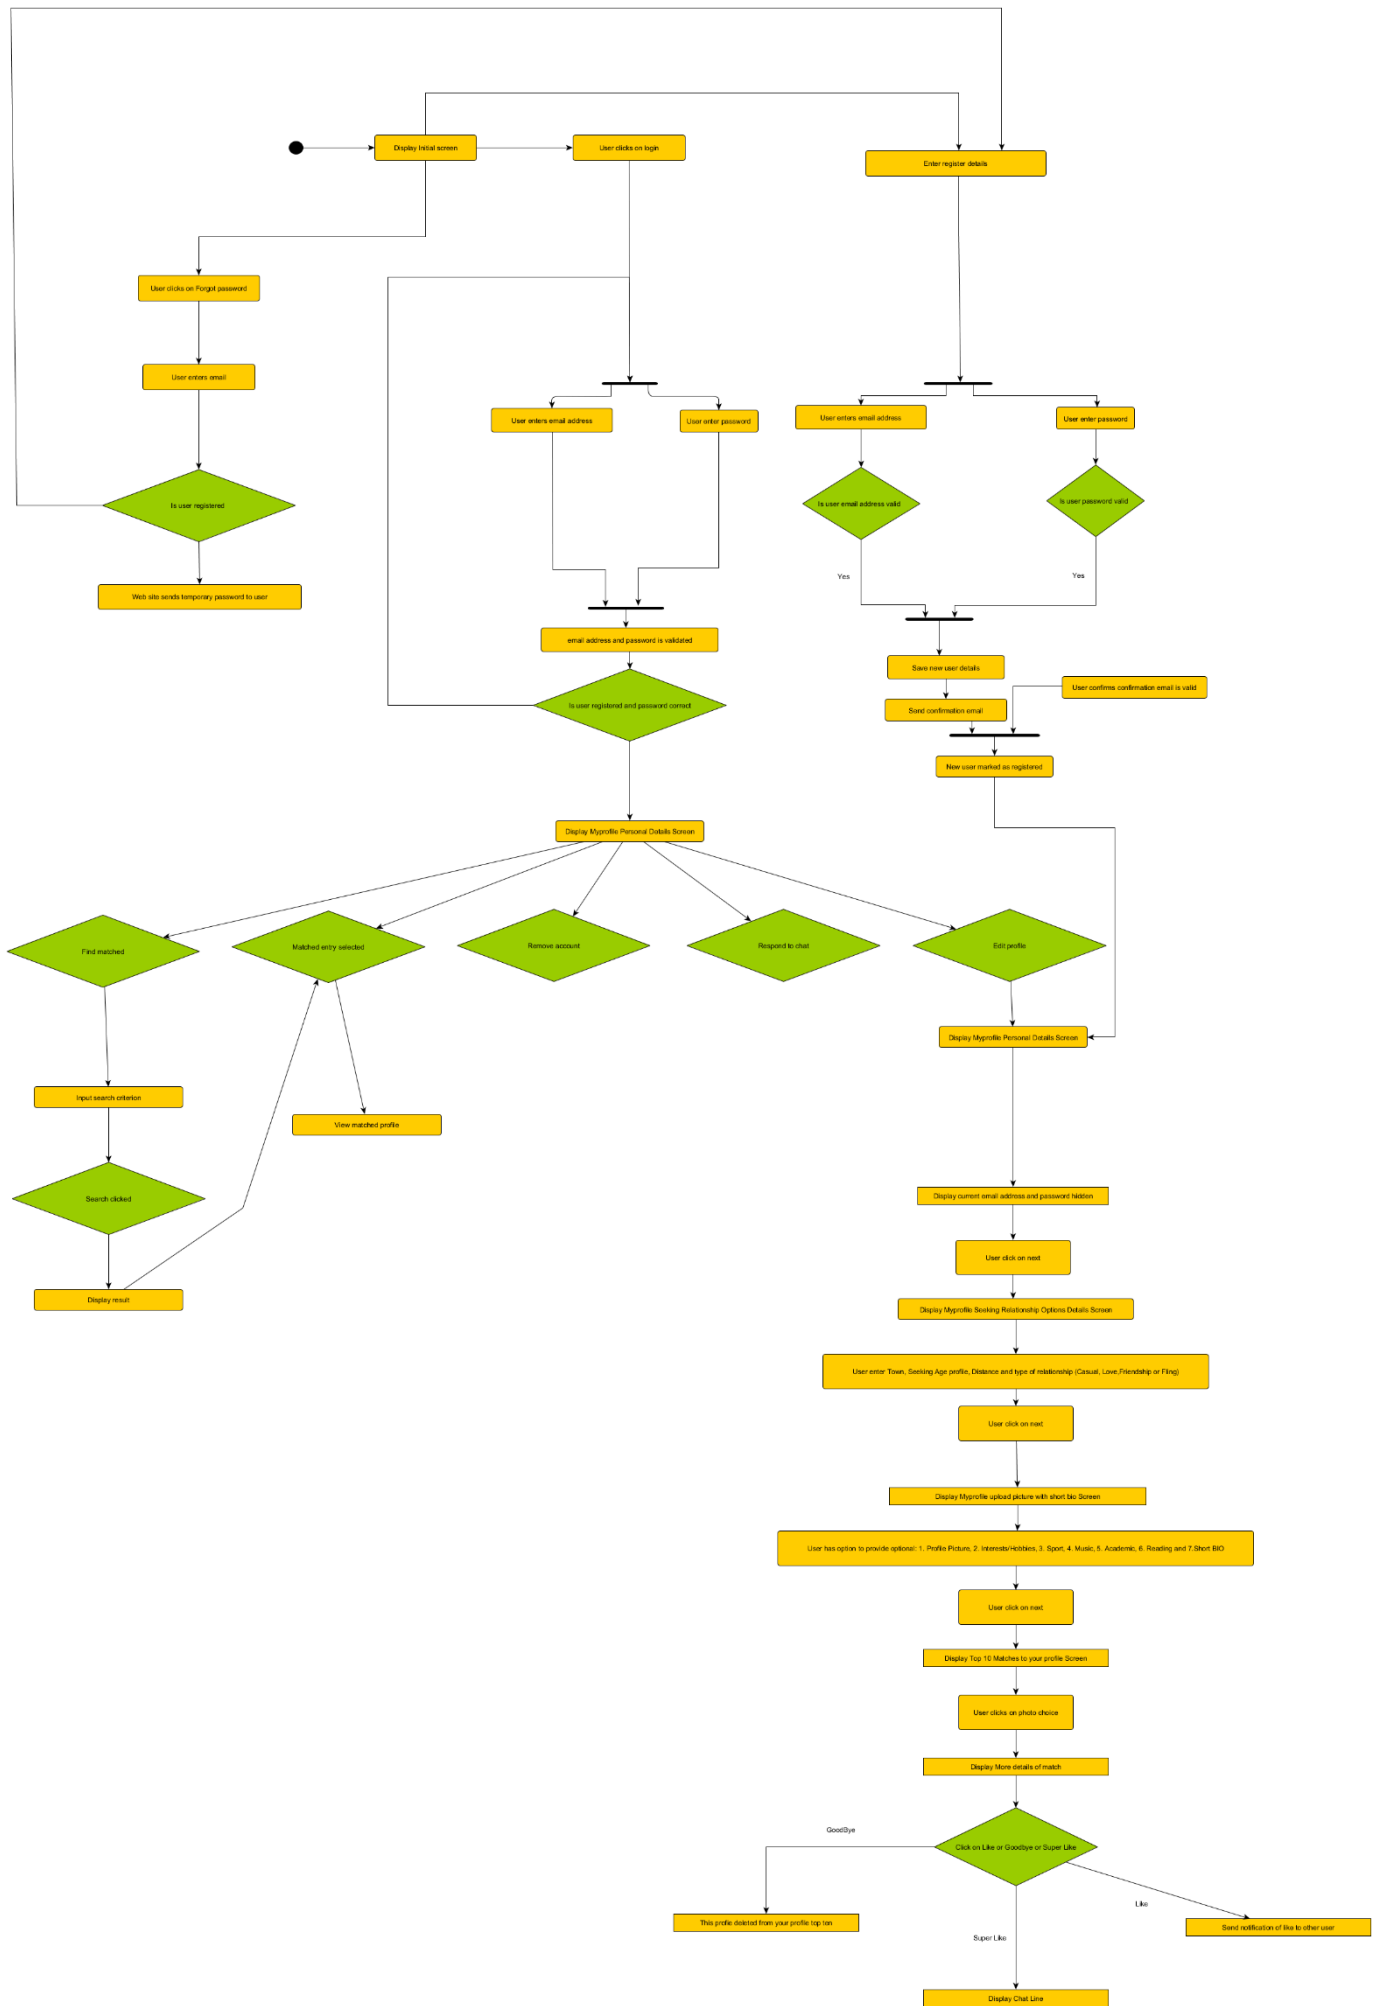 Display Initial screen
User clicks on login
Enter register details
User clicks on Forgot password
User enters email
Is user registered
Web site sends temporary password to user
User enters email address
User enter password
email address and password is validated
Is user registered and password correct
User enters email address
User enter password
Is user email address valid
Is user password valid
Yes
Yes
Save new user details
User confirms confirmation email is valid
Send confirmation email
New user marked as registered
Display Myprofile Personal Details Screen
Find matched
Matched entry selected
Remove account
Respond to chat
Edit profile
Display Myprofile Personal Details Screen
Input search criterion
View matched profile
Search clicked
Display result
Display current email address and password hidden
User click on next
Display Myprofile Seeking Relationship Options Details Screen
User enter Town, Seeking Age profile, Distance and type of relationship (Casual, Love,Friendship or Fling)
User click on next
Display Myprofile upload picture with short bio Screen
User has option to provide optional: 1. Profile Picture, 2. Interests/Hobbies, 3. Sport, 4. Music, 5. Academic, 6. Reading and 7.Short BIO
User click on next
Display Top 10 Matches to your profile Screen
User clicks on photo choice
Display More details of match
GoodBye
Click on Like or Goodbye or Super Like
Like
This profile deleted from your profile top ten
Send notification of like to other user
Super Like
Display Chat Line